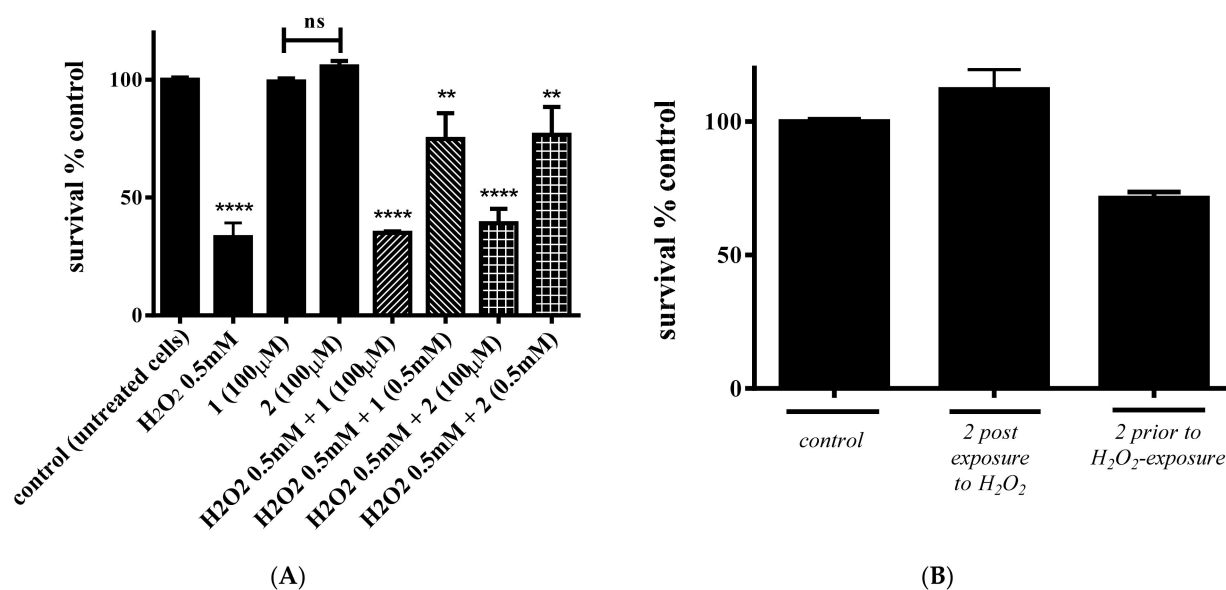 ns
**
**
100
****
****
50
****
0
survival % control
control (untreated cells)
H₂O₂ 0.5mM
1 (100µM)
2 (100µM)
H2O2 0.5mM + 1 (100µM)
H2O2 0.5mM + 1 (0.5mM)
H2O2 0.5mM + 2 (100µM)
H2O2 0.5mM + 2 (0.5mM)
(A)
survival % control
100
50
0
control
2 post
exposure
to H₂O₂
2 prior to
H₂O₂-exposure
(B)